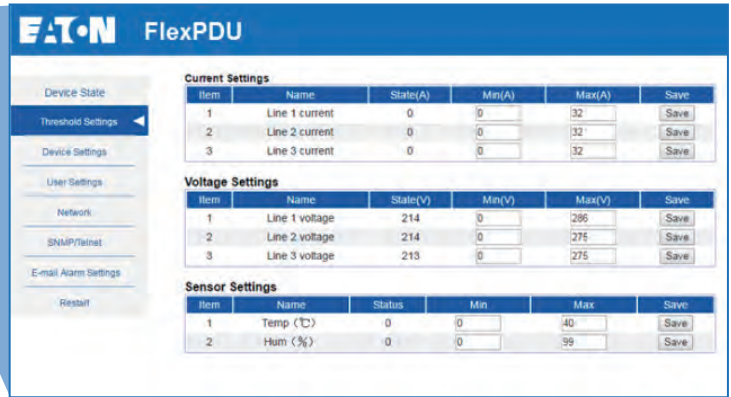 EATON FlexPDU
Device State
Threshold Settings
Device Settings
User Settings
Network
SNMP/Telnet
E-mail Alarm Settings
Restart
Current Settings
Item Name State(A) Min(A) Max(A) Save
1 Line 1 current 0 0 32 Save
2 Line 2 current 0 0 32 Save
3 Line 3 current 0 0 32 Save
Voltage Settings
Item Name State(V) Min(V) Max(V) Save
1 Line 1 voltage 214 0 286 Save
2 Line 2 voltage 214 0 275 Save
3 Line 3 voltage 213 0 275 Save
Sensor Settings
Item Name Status Min Max Save
1 Temp (℃) 0 0 40 Save
2 Hum (%) 0 0 99 Save